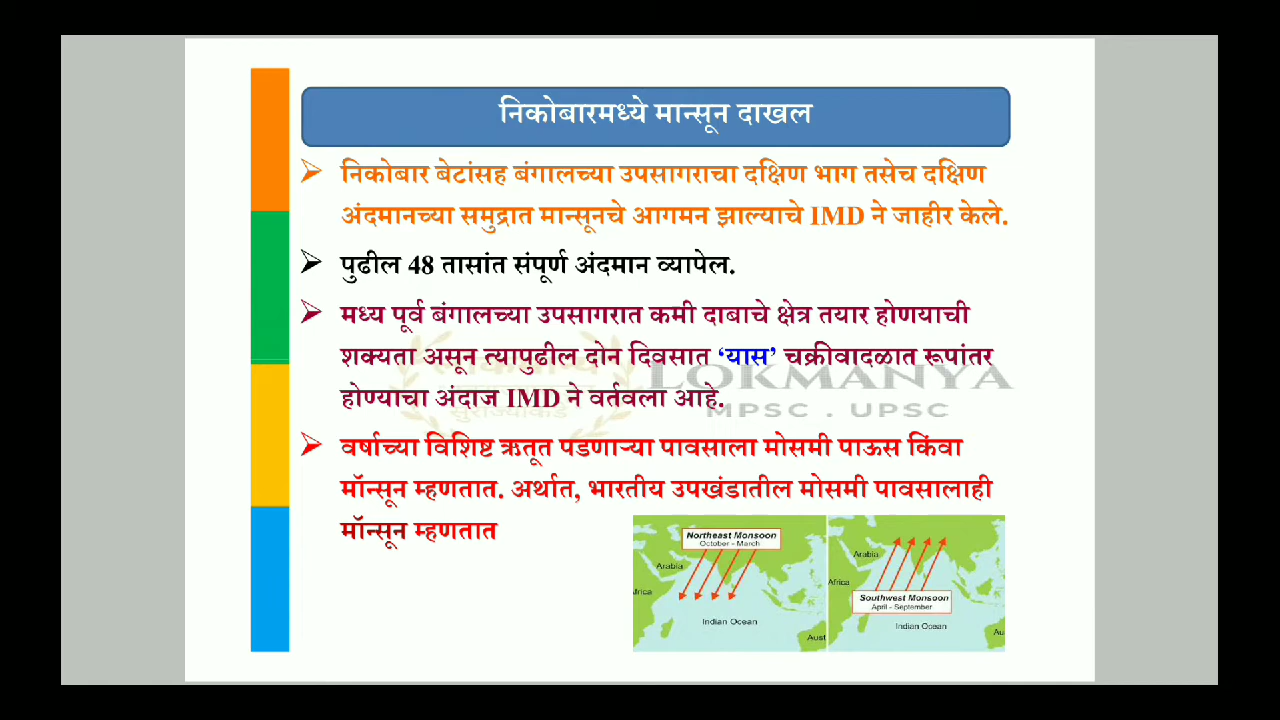 निकोबारमध्ये मान्सून दाखल
निकोबार बेटांसह बंगालच्या उपसागराचा दक्षिण भाग तसेच दक्षिण
अंदमानच्या समुद्रात मान्सूनचे आगमन झाल्याचे IMD ने जाहीर केले.
पुढील 48 तासांत संपूर्ण अंदमान व्यापेल.
मध्य पूर्व बंगालच्या उपसागरात कमी दाबाचे क्षेत्र तयार होणयाची
शक्यता असून त्यापुढील दोन दिवसात ‘यास’ चक्रीवादळात रूपांतर
होण्याचा अंदाज IMD ने वर्तवला आहे.
LOKMANYA
MPSC . UPSC
वर्षाच्या विशिष्ट ऋतूत पडणाऱ्या पावसाला मोसमी पाऊस किंवा
मॉन्सून म्हणतात. अर्थात, भारतीय उपखंडातील मोसमी पावसालाही
मॉन्सून म्हणतात
Northeast Monsoon
October - March
Arabia
rica
Indian Ocean
Aust
Arabia
Africa
Southwest Monsoon
April - September
Indian Ocean
Au